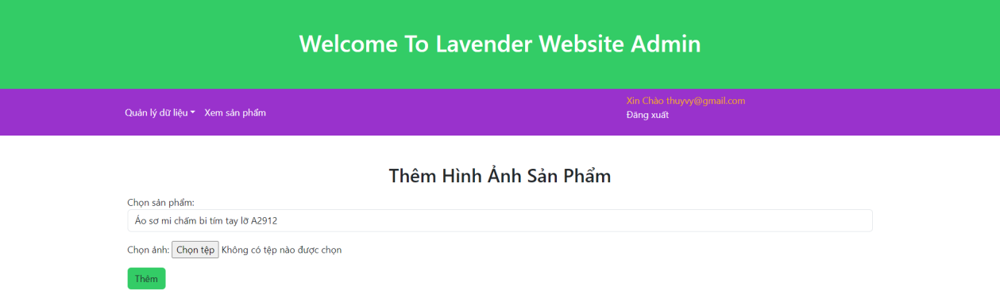 Welcome To Lavender Website Admin
Quản lý dữ liệu Xem sản phẩm
Xin Chào thuyvy@gmail.com
Đăng xuất
Thêm Hình Ảnh Sản Phẩm
Chọn sản phẩm:
Áo sơ mi chấm bi tím tay lỡ A2912
Chọn ảnh: Chọn tệp Không có tệp nào được chọn
Thêm